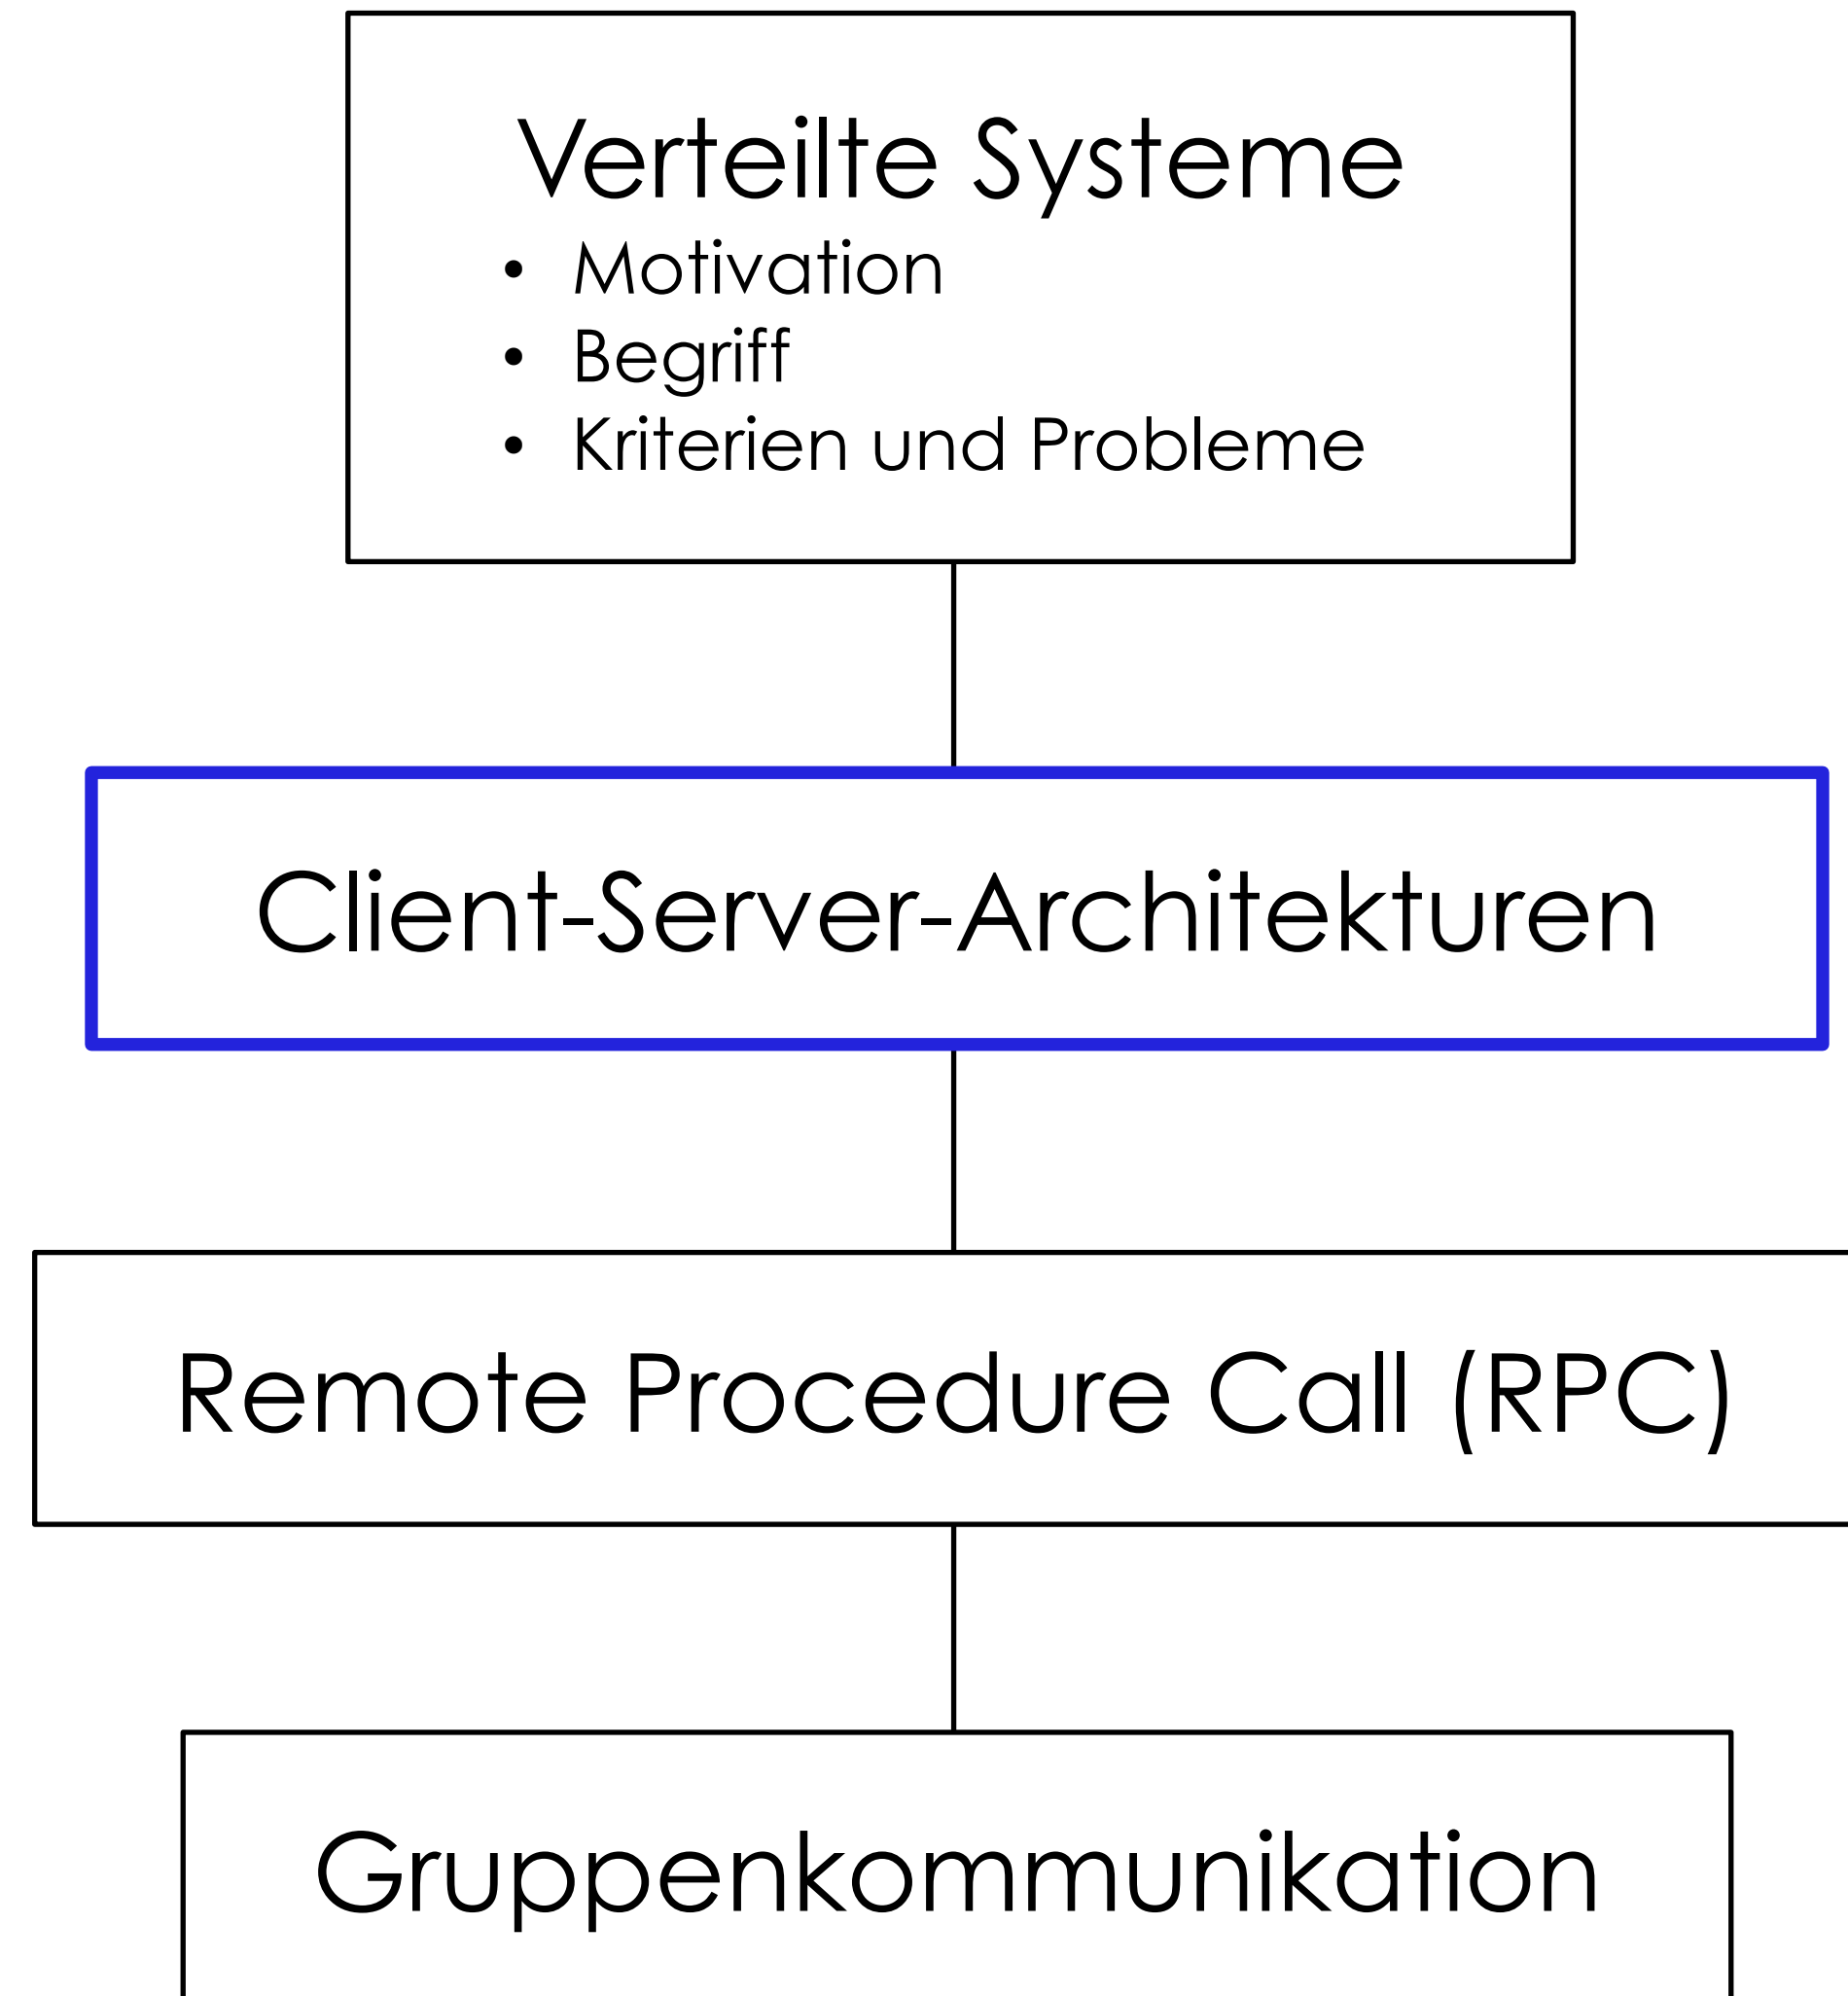 Verteilte Systeme
• Motivation
• Begriff
• Kriterien und Probleme
Client-Server-Architekturen
Remote Procedure Call (RPC)
Gruppenkommunikation